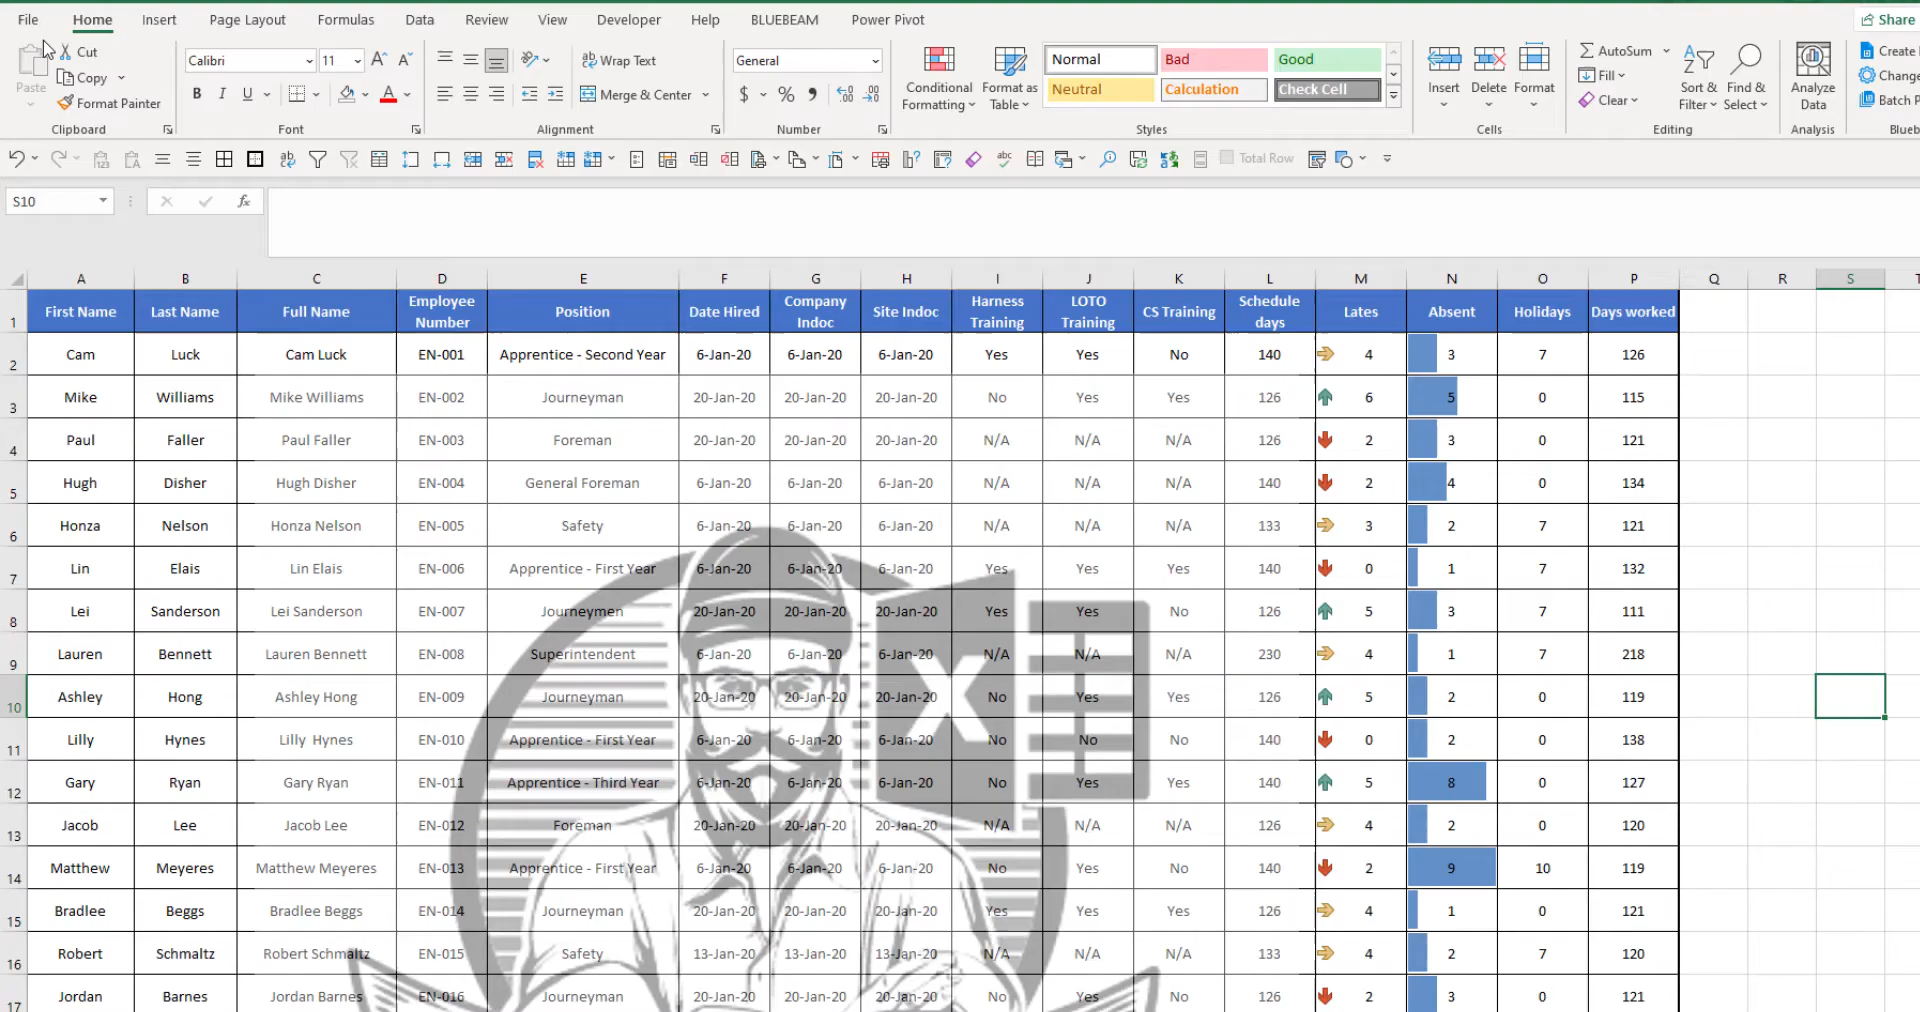 File Home Insert Page Layout Formulas Data Review View Developer Help BLUEBEAM Power Pivot Share
Paste Cut Copy Format Painter Clipboard
Calibri 11 B I U A Font
Wrap Text Merge & Center Alignment
General $ % Number
Conditional Formatting Format as Table Normal Bad Good Neutral Calculation Check Cell Styles
Insert Delete Format Cells
AutoSum Fill Clear Sort & Filter Find & Select Editing
Analyze Data Analysis
Create Change Batch P Blueb
Total Row
S10 fx
A B C D E F G H I J K L M N O P Q R S
1 First Name Last Name Full Name Employee Number Position Date Hired Company Indoc Site Indoc Harness Training LOTO Training CS Training Schedule days Lates Absent Holidays Days worked
2 Cam Luck Cam Luck EN-001 Apprentice - Second Year 6-Jan-20 6-Jan-20 6-Jan-20 Yes Yes No 140 4 3 7 126
3 Mike Williams Mike Williams EN-002 Journeyman 20-Jan-20 20-Jan-20 20-Jan-20 No Yes Yes 126 6 5 0 115
4 Paul Faller Paul Faller EN-003 Foreman 20-Jan-20 20-Jan-20 20-Jan-20 N/A N/A N/A 126 2 3 0 121
5 Hugh Disher Hugh Disher EN-004 General Foreman 6-Jan-20 6-Jan-20 6-Jan-20 N/A N/A N/A 140 2 4 0 134
6 Honza Nelson Honza Nelson EN-005 Safety 6-Jan-20 6-Jan-20 6-Jan-20 N/A N/A N/A 133 3 2 7 121
7 Lin Elais Lin Elais EN-006 Apprentice - First Year 6-Jan-20 6-Jan-20 6-Jan-20 Yes Yes Yes 140 0 1 7 132
8 Lei Sanderson Lei Sanderson EN-007 Journeymen 20-Jan-20 20-Jan-20 20-Jan-20 Yes Yes No 126 5 3 7 111
9 Lauren Bennett Lauren Bennett EN-008 Superintendent 6-Jan-20 6-Jan-20 6-Jan-20 N/A N/A N/A 230 4 1 7 218
10 Ashley Hong Ashley Hong EN-009 Journeyman 20-Jan-20 20-Jan-20 20-Jan-20 No Yes Yes 126 5 2 0 119
11 Lilly Hynes Lilly Hynes EN-010 Apprentice - First Year 6-Jan-20 6-Jan-20 6-Jan-20 No No No 140 0 2 0 138
12 Gary Ryan Gary Ryan EN-011 Apprentice - Third Year 6-Jan-20 6-Jan-20 6-Jan-20 No Yes Yes 140 5 8 0 127
13 Jacob Lee Jacob Lee EN-012 Foreman 20-Jan-20 20-Jan-20 20-Jan-20 N/A N/A N/A 126 4 2 0 120
14 Matthew Meyeres Matthew Meyeres EN-013 Apprentice - First Year 6-Jan-20 6-Jan-20 6-Jan-20 No Yes No 140 2 9 10 119
15 Bradlee Beggs Bradlee Beggs EN-014 Journeyman 20-Jan-20 20-Jan-20 20-Jan-20 Yes Yes Yes 126 4 1 0 121
16 Robert Schmaltz Robert Schmaltz EN-015 Safety 13-Jan-20 13-Jan-20 13-Jan-20 N/A N/A N/A 133 4 2 7 120
17 Jordan Barnes Jordan Barnes EN-016 Journeyman 20-Jan-20 20-Jan-20 20-Jan-20 No Yes No 126 2 3 0 121